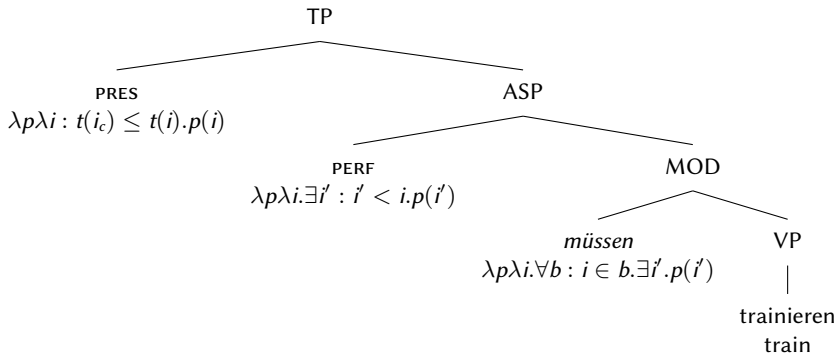 TP
PRES ASP
λpλi : t(i_c) ≤ t(i).p(i)
PERF MOD
λpλi.∃i′ : i′ < i.p(i′)
müssen VP
λpλi.∀b : i ∈ b.∃i′.p(i′)
trainieren
train